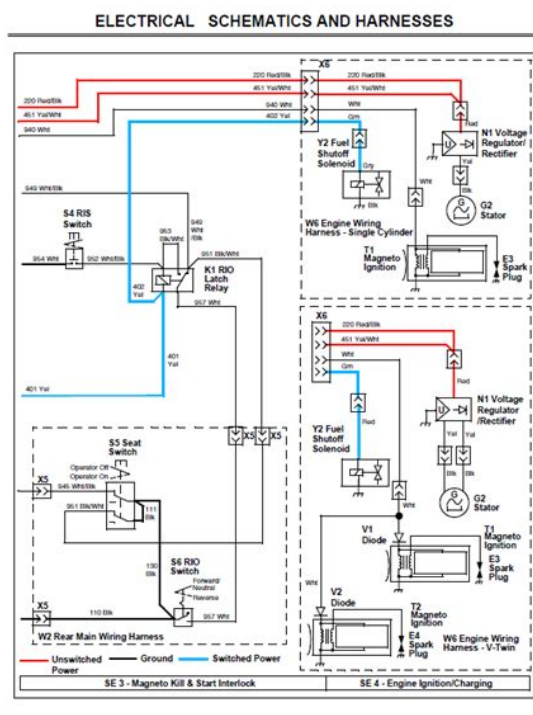 ELECTRICAL SCHEMATICS AND HARNESSES
X6
220 Red/Blk
220 Red/Blk
451 Yel/Wht
451 Yel/Wht
220 Red/Blk
451 Yel/Wht
940 Wht
940 Wht
402 Yel
Wht
Grn
Red
N1 Voltage
Regulator/
Rectifier
Y2 Fuel
Shutoff
Solenoid
Gry
Blk
Wht
Yel
Blk
G
G2
Stator
U
949 Wht/Blk
S4 RIS
Switch
W6 Engine Wiring
Harness - Single Cylinder
T1
Magneto
Ignition
E3
Spark
Plug
954 Wht
952 Wht/Blk
953
Blk/Wht
949
Wht
/Blk
951 Blk/Wht
K1 RIO
Latch
Relay
402
Yel
957 Wht
401
Yel
401 Yel
X6
220 Red/Blk
451 Yel/Wht
Wht
Grn
Red
N1 Voltage
Regulator
/Rectifier
U
Yel
Yel
Y2 Fuel
Shutoff
Solenoid
Red
Blk
Blk
G
G2
Stator
Wht
X5
X5
S5 Seat
Switch
Operator Off
Operator On
X5
945 Wht/Blk
951 Blk/Wht
111
Blk
130
Blk
S6 RIO
Switch
Forward/
Neutral
Reverse
X5
110 Blk
957 Wht
W2 Rear Main Wiring Harness
V1
Diode
T1
Magneto
Ignition
E3
Spark
Plug
Wht
V2
Diode
T2
Magneto
Ignition
E4
Spark
Plug
W6 Engine Wiring
Harness - V-Twin
Unswitched
Power
Ground
Switched Power
SE 3 - Magneto Kill & Start Interlock
SE 4 - Engine Ignition/Charging